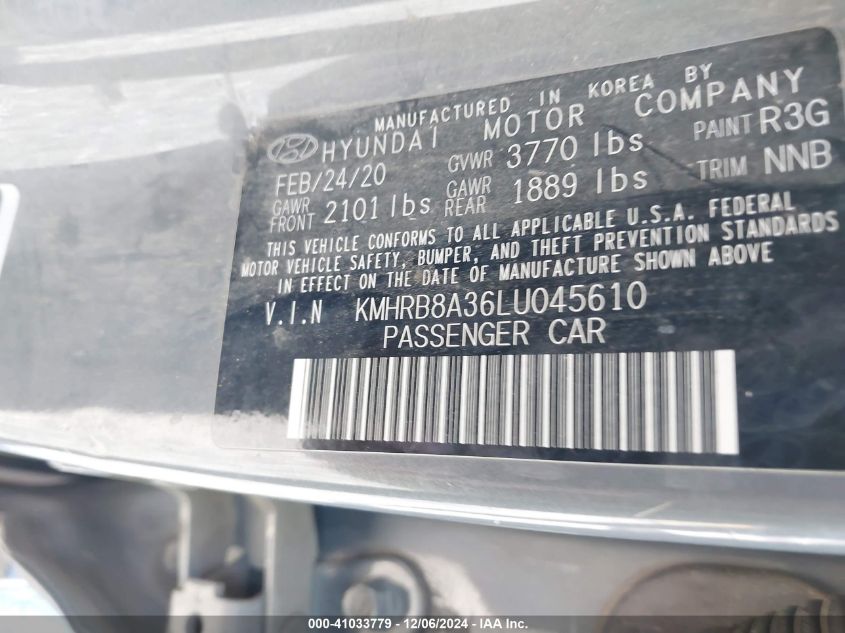 MANUFACTURED IN KOREA BY
HYUNDAI MOTOR COMPANY
FEB/24/20 GVWR 3770 lbs PAINT R3G
GAWR FRONT 2101 lbs GAWR REAR 1889 lbs TRIM NNB
THIS VEHICLE CONFORMS TO ALL APPLICABLE U.S.A. FEDERAL
MOTOR VEHICLE SAFETY, BUMPER, AND THEFT PREVENTION STANDARDS
IN EFFECT ON THE DATE OF MANUFACTURE SHOWN ABOVE
V.I.N KMHRB8A36LU045610
PASSENGER CAR
000-41033779 - 12/06/2024 - IAA Inc.